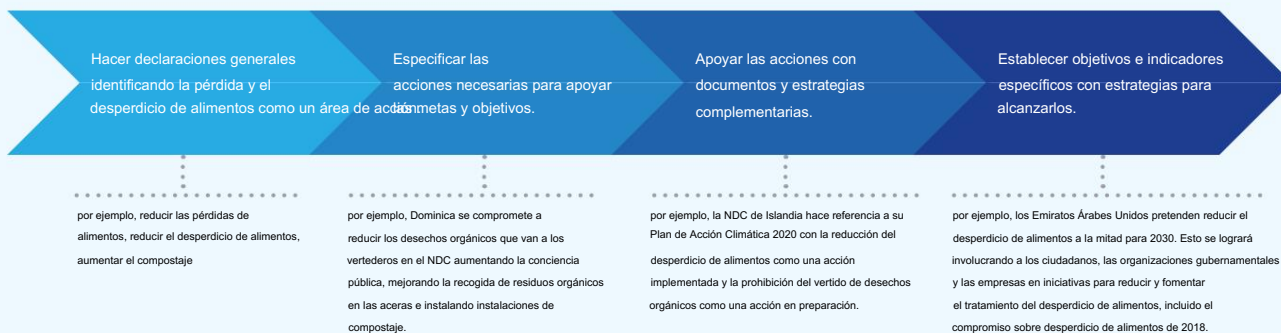 Hacer declaraciones generales
identificando la pérdida y el
desperdicio de alimentos como un área de acción.
Especificar las
acciones necesarias para apoyar
las metas y objetivos.
Apoyar las acciones con
documentos y estrategias
complementarias.
Establecer objetivos e indicadores
específicos con estrategias para
alcanzarlos.
por ejemplo, reducir las pérdidas de
alimentos, reducir el desperdicio de alimentos,
aumentar el compostaje
por ejemplo, Dominica se compromete a
reducir los desechos orgánicos que van a los
vertederos en el NDC aumentando la conciencia
pública, mejorando la recogida de residuos orgánicos
en las aceras e instalando instalaciones de
compostaje.
por ejemplo, la NDC de Islandia hace referencia a su
Plan de Acción Climática 2020 con la reducción del
desperdicio de alimentos como una acción
implementada y la prohibición del vertido de desechos
orgánicos como una acción en preparación.
por ejemplo, los Emiratos Árabes Unidos pretenden reducir el
desperdicio de alimentos a la mitad para 2030. Esto se logrará
involucrando a los ciudadanos, las organizaciones gubernamentales
y las empresas en iniciativas para reducir y fomentar
el tratamiento del desperdicio de alimentos, incluido el
compromiso sobre desperdicio de alimentos de 2018.